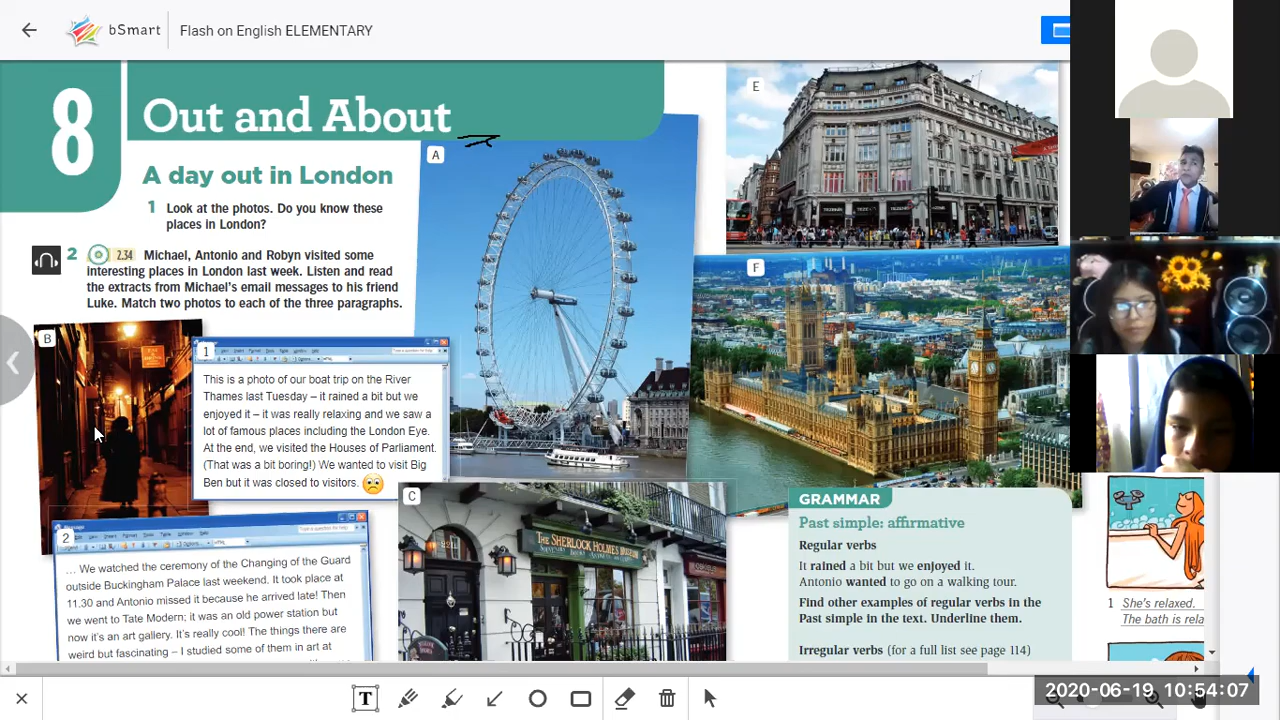 bSmart
Flash on English ELEMENTARY
8
Out and About
A day out in London
1 Look at the photos. Do you know these
places in London?
2 2.34 Michael, Antonio and Robyn visited some
interesting places in London last week. Listen and read
the extracts from Michael's email messages to his friend
Luke. Match two photos to each of the three paragraphs.
A
B
C
E
F
1
This is a photo of our boat trip on the River
Thames last Tuesday – it rained a bit but we
enjoyed it – it was really relaxing and we saw a
lot of famous places including the London Eye.
At the end, we visited the Houses of Parliament.
(That was a bit boring!) We wanted to visit Big
Ben but it was closed to visitors.
2
... We watched the ceremony of the Changing of the Guard
outside Buckingham Palace last weekend. It took place at
11.30 and Antonio missed it because he arrived late! Then
we went to Tate Modern; it was an old power station but
now it's an art gallery. It's really cool! The things there are
weird but fascinating – I studied some of them in art at
THE SHERLOCK HOLMES MUSEUM
221
GRAMMAR
Past simple: affirmative
Regular verbs
It rained a bit but we enjoyed it.
Antonio wanted to go on a walking tour.
Find other examples of regular verbs in the
Past simple in the text. Underline them.
Irregular verbs (for a full list see page 114)
1 She's relaxed.
The bath is rela
T
2020-06-19 10:54:07